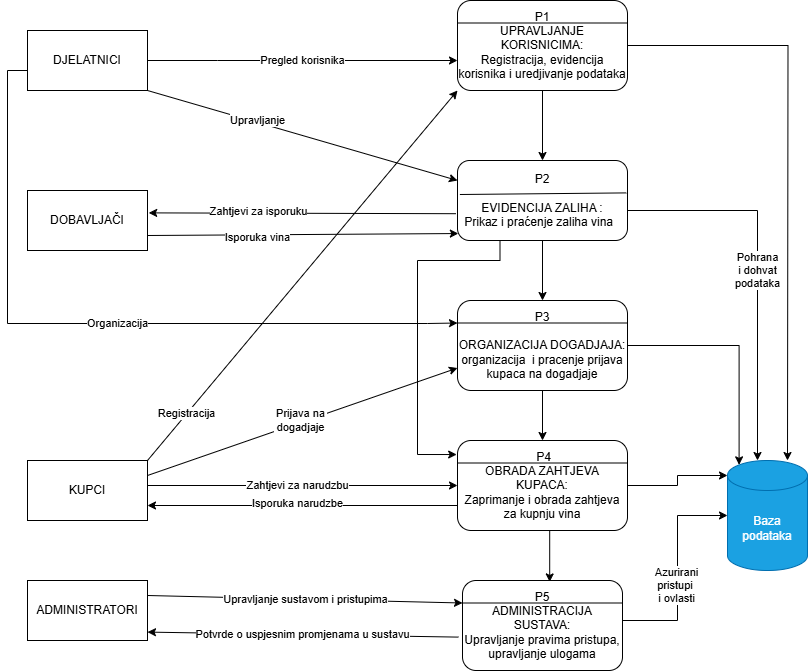 P1
UPRAVLJANJE
KORISNICIMA:
Registracija, evidencija
korisnika i uredjivanje podataka
DJELATNICI
Pregled korisnika
Upravljanje
P2
EVIDENCIJA ZALIHA :
Prikaz i praćenje zaliha vina
DOBAVLJAČI
Zahtjevi za isporuku
Isporuka vina
Pohrana
i dohvat
podataka
P3
ORGANIZACIJA DOGADJAJA:
organizacija i pracenje prijava
kupaca na dogadjaje
Organizacija
Registracija
Prijava na
dogadjaje
P4
OBRADA ZAHTJEVA
KUPACA:
Zaprimanje i obrada zahtjeva
za kupnju vina
KUPCI
Zahtjevi za narudzbu
Isporuka narudzbe
Baza
podataka
Azurirani
pristupi
i ovlasti
P5
ADMINISTRACIJA
SUSTAVA:
Upravljanje pravima pristupa,
upravljanje ulogama
ADMINISTRATORI
Upravljanje sustavom i pristupima
Potvrde o uspjesnim promjenama u sustavu